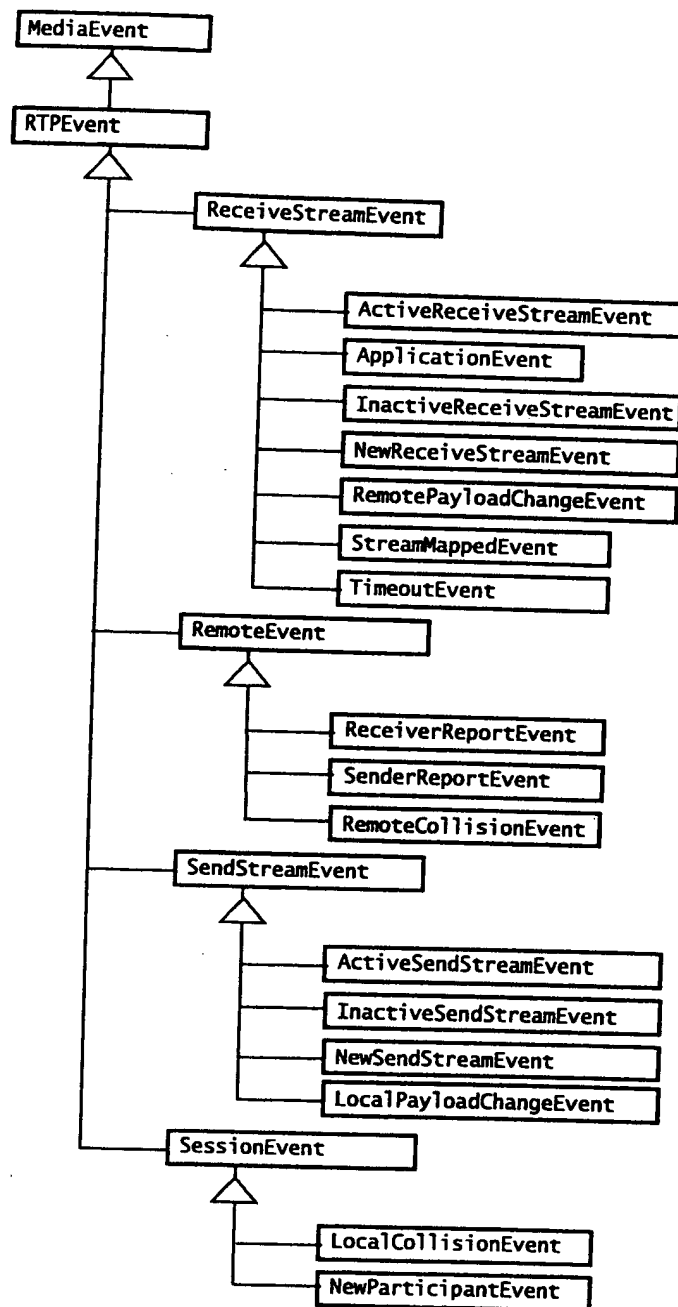 MediaEvent
RTPEvent
ReceiveStreamEvent
ActiveReceiveStreamEvent
ApplicationEvent
InactiveReceiveStreamEvent
NewReceiveStreamEvent
RemotePayloadChangeEvent
StreamMappedEvent
TimeoutEvent
RemoteEvent
ReceiverReportEvent
SenderReportEvent
RemoteCollisionEvent
SendStreamEvent
ActiveSendStreamEvent
InactiveSendStreamEvent
NewSendStreamEvent
LocalPayloadChangeEvent
SessionEvent
LocalCollisionEvent
NewParticipantEvent